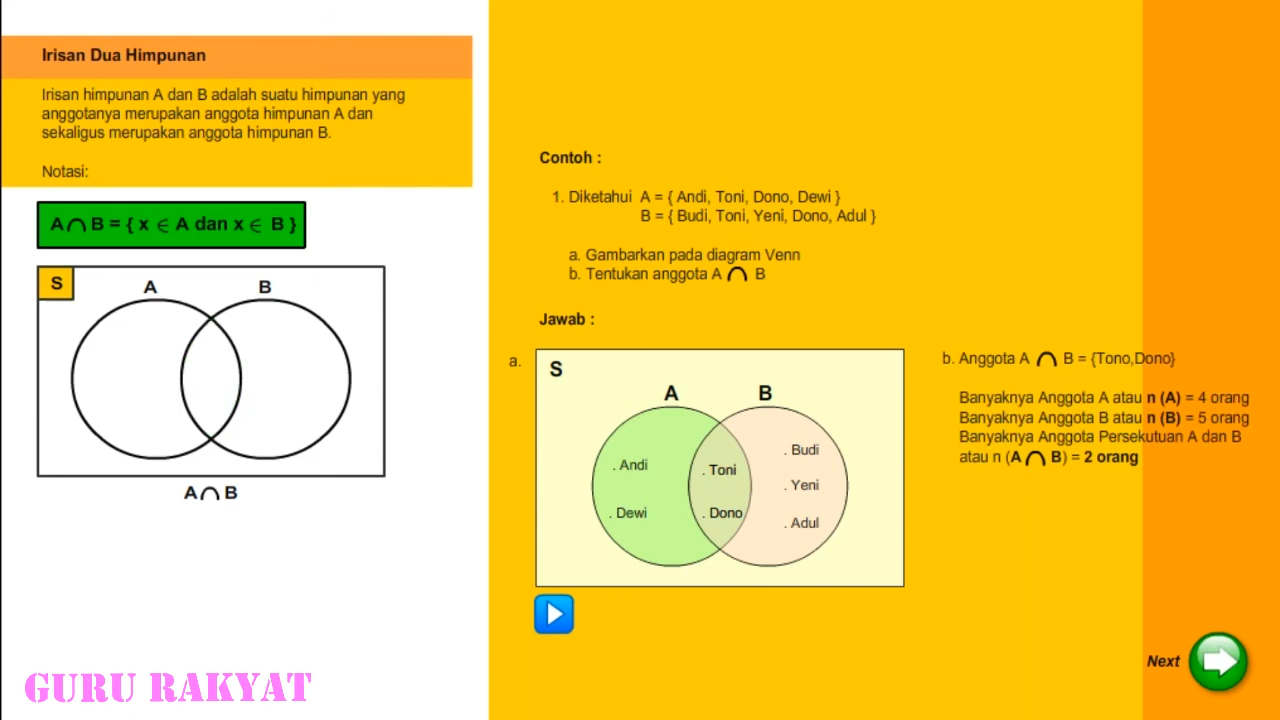 Irisan Dua Himpunan
Irisan himpunan A dan B adalah suatu himpunan yang
anggotanya merupakan anggota himpunan A dan
sekaligus merupakan anggota himpunan B.
Notasi:
A ∩ B = { x ∈ A dan x ∈ B }
S
A B
A ∩ B
Contoh :
1. Diketahui A = { Andi, Toni, Dono, Dewi }
B = { Budi, Toni, Yeni, Dono, Adul }
a. Gambarkan pada diagram Venn
b. Tentukan anggota A ∩ B
Jawab :
a.
S
A B
. Andi
. Dewi
. Toni
. Dono
. Budi
. Yeni
. Adul
b. Anggota A ∩ B = {Tono,Dono}
Banyaknya Anggota A atau n (A) = 4 orang
Banyaknya Anggota B atau n (B) = 5 orang
Banyaknya Anggota Persekutuan A dan B
atau n (A ∩ B) = 2 orang
Next
GURU RAKYAT